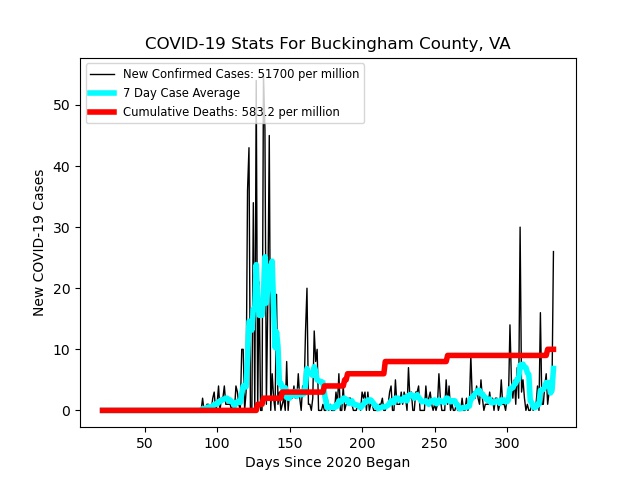 COVID-19 Stats For Buckingham County, VA
New Confirmed Cases: 51700 per million
7 Day Case Average
Cumulative Deaths: 583.2 per million
New COVID-19 Cases
50
40
30
20
10
0
50 100 150 200 250 300
Days Since 2020 Began